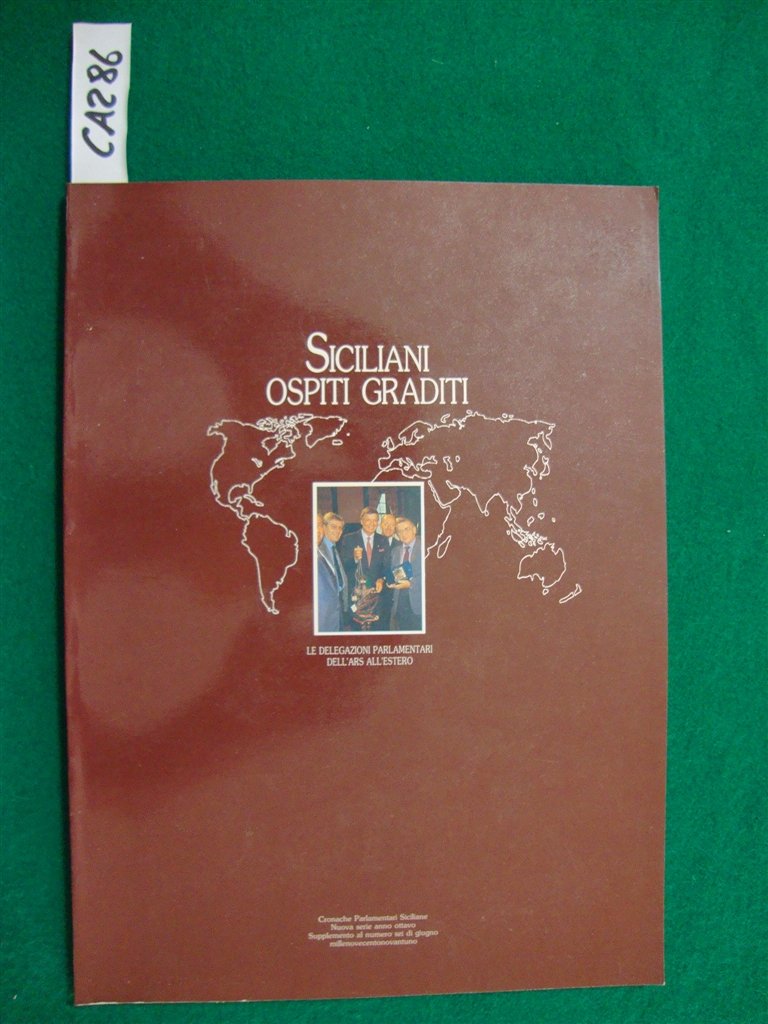 CA286
SICILIANI
OSPITI GRADITI
LE DELEGAZIONI PARLAMENTARI
DELL'ARS ALL'ESTERO
Cronache Parlamentari Siciliane
Nuova serie anno ottavo
Supplemento al numero sei di giugno
millenovecentonovantuno